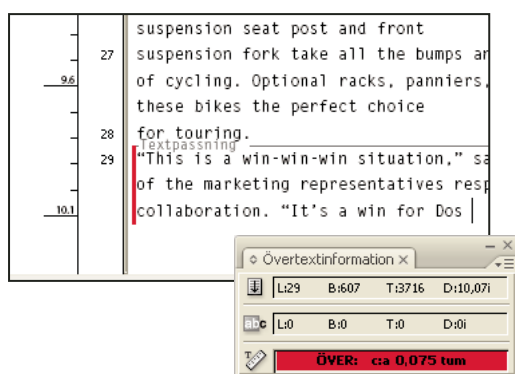 suspension seat post and front
27 suspension fork take all the bumps an
9.6 of cycling. Optional racks, panniers,
these bikes the perfect choice
28 for touring.
Textpassning
29 “This is a win-win-win situation,” sa
of the marketing representatives resp
10.1 collaboration. “It's a win for Dos
Övertextinformation
L:29 B:607 T:3716 D:10,07i
abc L:0 B:0 T:0 D:0i
ÖVER: c:a 0,075 tum